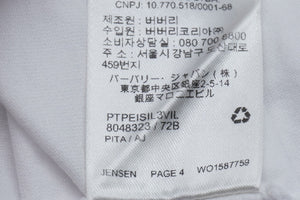 CNPJ: 10.770.518/0001-68
제조원 : 버버리
수입원 : 버버리코리아㈜
소비자상담실 : 080 700 8800
주소 : 서울시강남구 산대로
459번지
バーバリー・ジャパン(株)
東京都中央区銀座2-5-14
銀座マロニエビル
PTPEISIL3VIL
8048323 / 72B
PITA / AJ
JENSEN PAGE 4 WO1587759